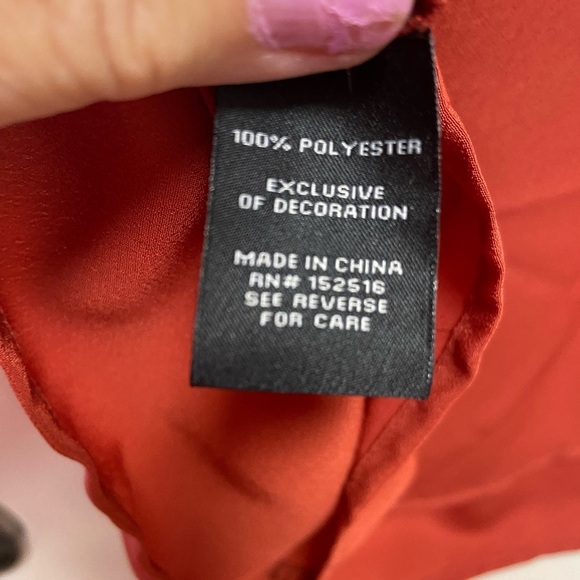 100% POLYESTER
EXCLUSIVE
OF DECORATION
MADE IN CHINA
RN# 152516
SEE REVERSE
FOR CARE